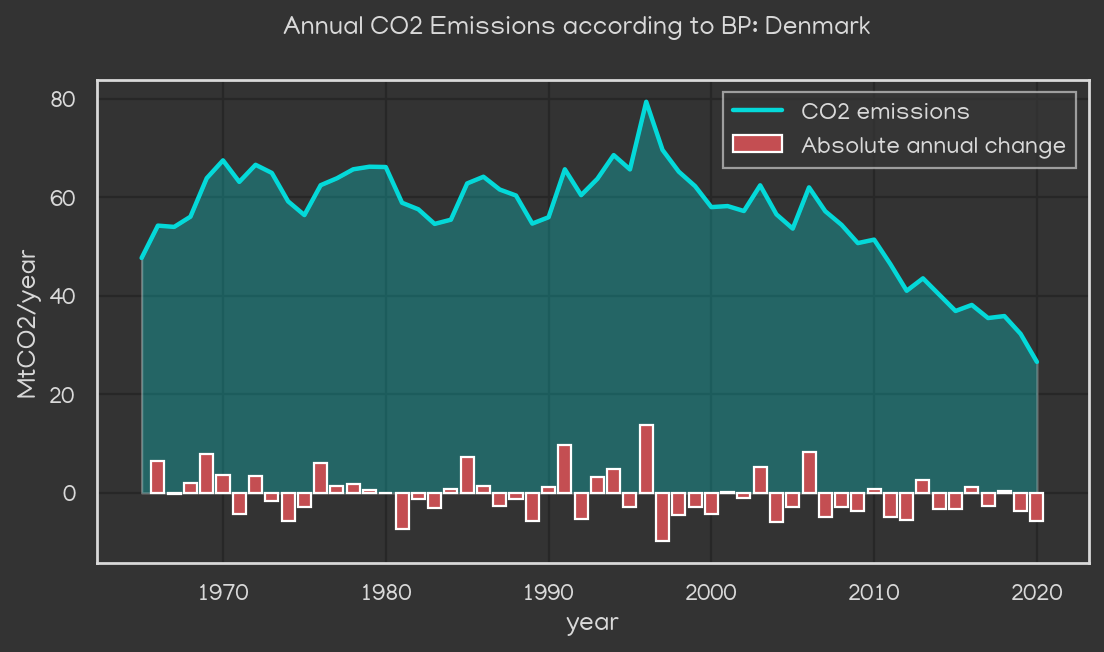 Annual CO2 Emissions according to BP: Denmark
CO2 emissions
Absolute annual change
MtCO2/year
80
60
40
20
0
1970 1980 1990 2000 2010 2020
year